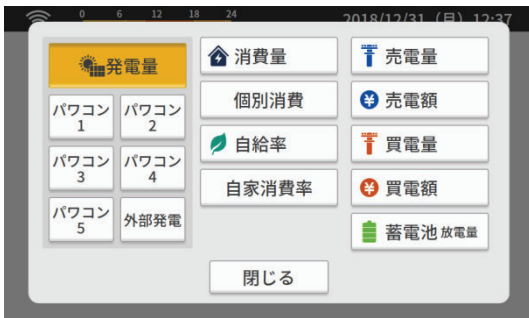 0 6 12 18 24
2018/12/31（月）12:37
発電量
パワコン
1
パワコン
2
パワコン
3
パワコン
4
パワコン
5
外部発電
消費量
個別消費
自給率
自家消費率
売電量
売電額
買電量
買電額
蓄電池 放電量
閉じる